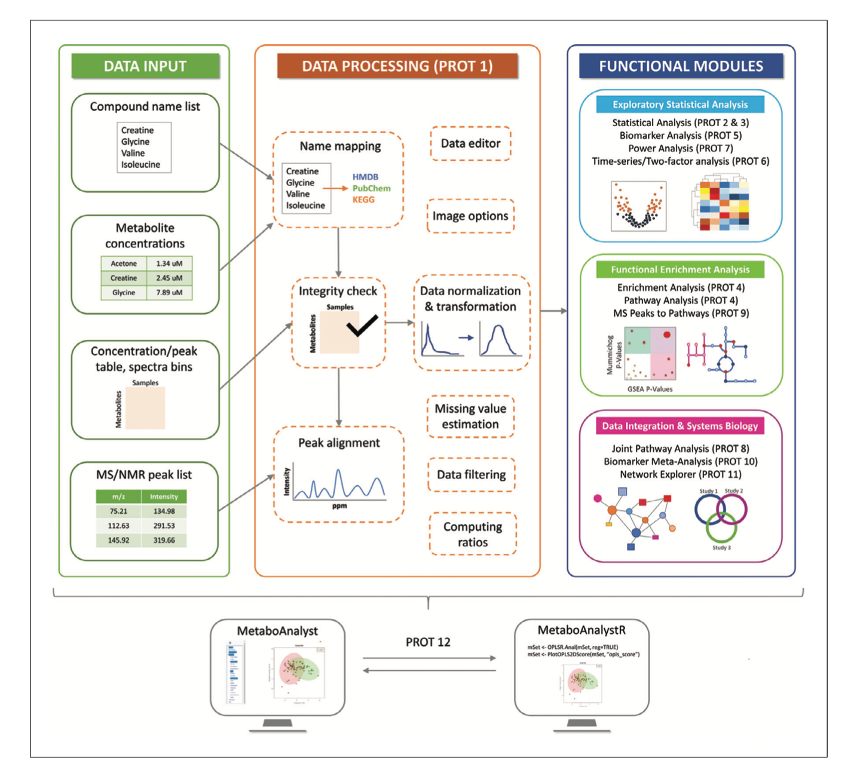 DATA INPUT
Compound name list
Creatine
Glycine
Valine
Isoleucine
Metabolite
concentrations
Acetone 1.34 uM
Creatine 2.45 uM
Glycine 7.89 uM
Concentration/peak
table, spectra bins
Samples
Metabolites
MS/NMR peak list
m/z Intensity
75.21 134.98
112.63 291.53
145.92 319.66
DATA PROCESSING (PROT 1)
Name mapping
Creatine
Glycine
Valine
Isoleucine
HMDB
PubChem
KEGG
Data editor
Image options
Integrity check
Samples
Metabolites
Data normalization
& transformation
Peak alignment
Intensity
ppm
Missing value
estimation
Data filtering
Computing
ratios
FUNCTIONAL MODULES
Exploratory Statistical Analysis
Statistical Analysis (PROT 2 & 3)
Biomarker Analysis (PROT 5)
Power Analysis (PROT 7)
Time-series/Two-factor analysis (PROT 6)
Functional Enrichment Analysis
Enrichment Analysis (PROT 4)
Pathway Analysis (PROT 4)
MS Peaks to Pathways (PROT 9)
Mummichog
P-Values
GSEA P-Values
Data Integration & Systems Biology
Joint Pathway Analysis (PROT 8)
Biomarker Meta-Analysis (PROT 10)
Network Explorer (PROT 11)
Study 1 Study 2
Study 3
MetaboAnalyst
PROT 12
MetaboAnalystR
mSet <- OPLSR.Anal(mSet, reg=TRUE)
mSet <- PlotOPLS2DScore(mSet, "opls_score")